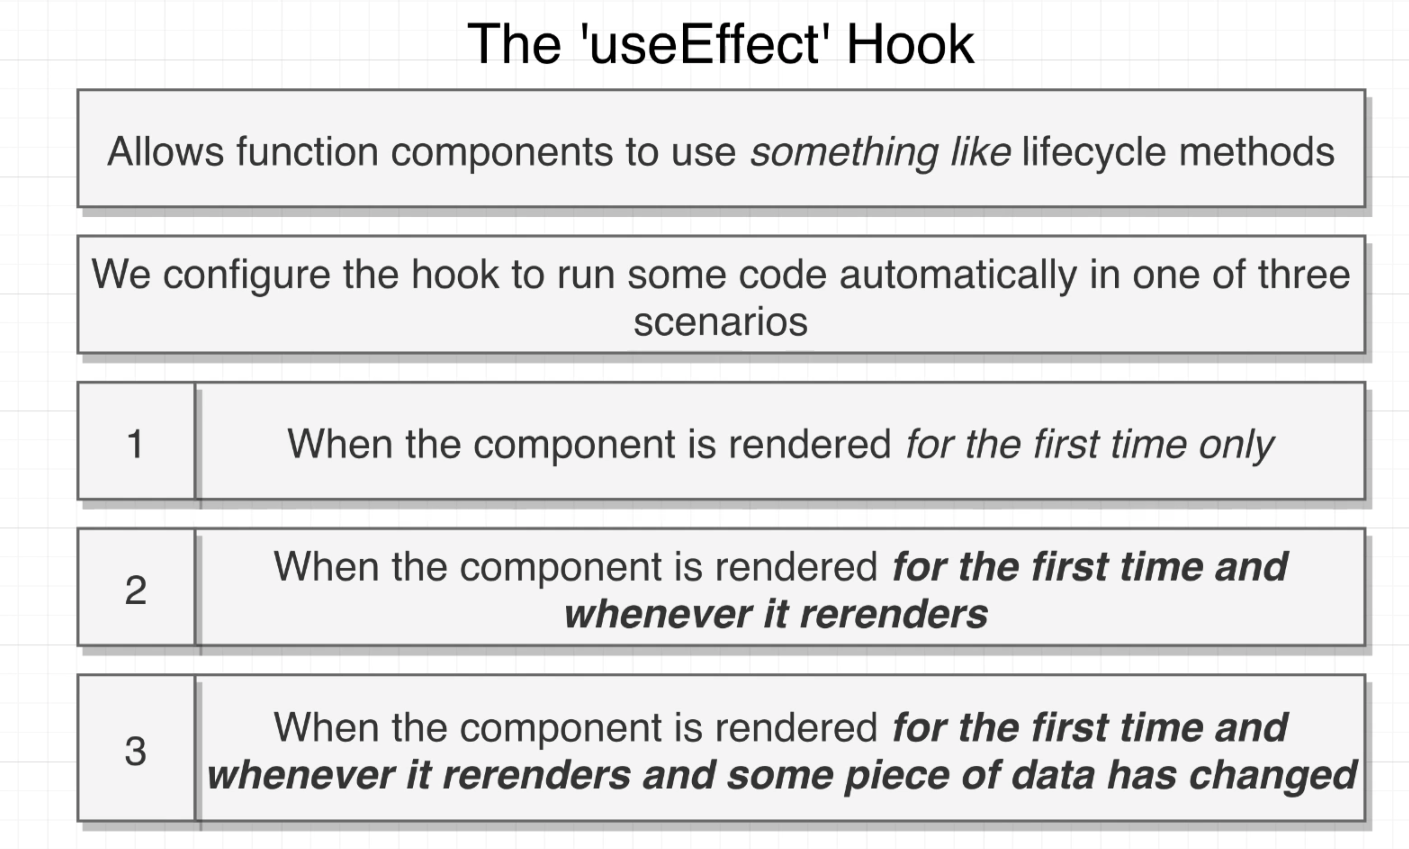 The 'useEffect' Hook
Allows function components to use something like lifecycle methods
We configure the hook to run some code automatically in one of three
scenarios
1
When the component is rendered for the first time only
2
When the component is rendered for the first time and
whenever it rerenders
3
When the component is rendered for the first time and
whenever it rerenders and some piece of data has changed